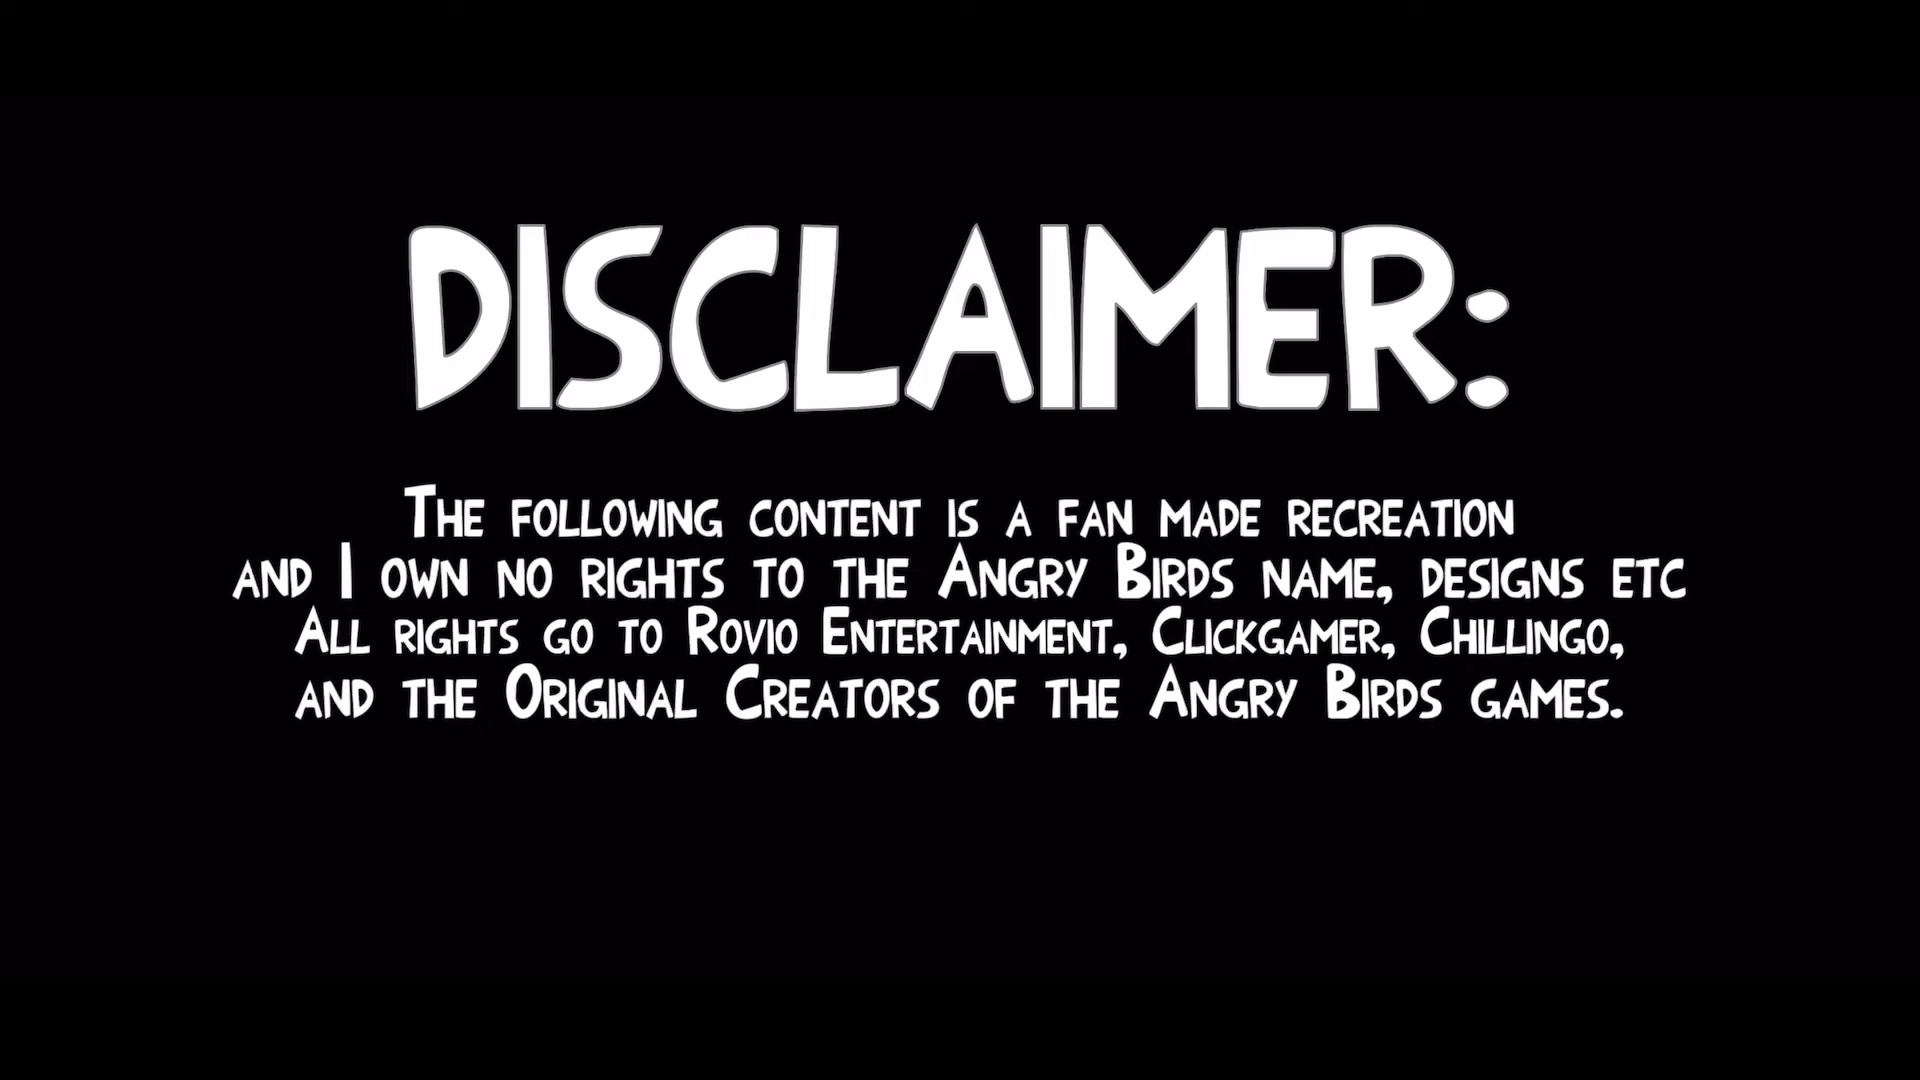 DISCLAIMER:
The following content is a fan made recreation
and I own no rights to the Angry Birds name, designs etc
All rights go to Rovio Entertainment, Clickgamer, Chillingo,
and the Original Creators of the Angry Birds games.